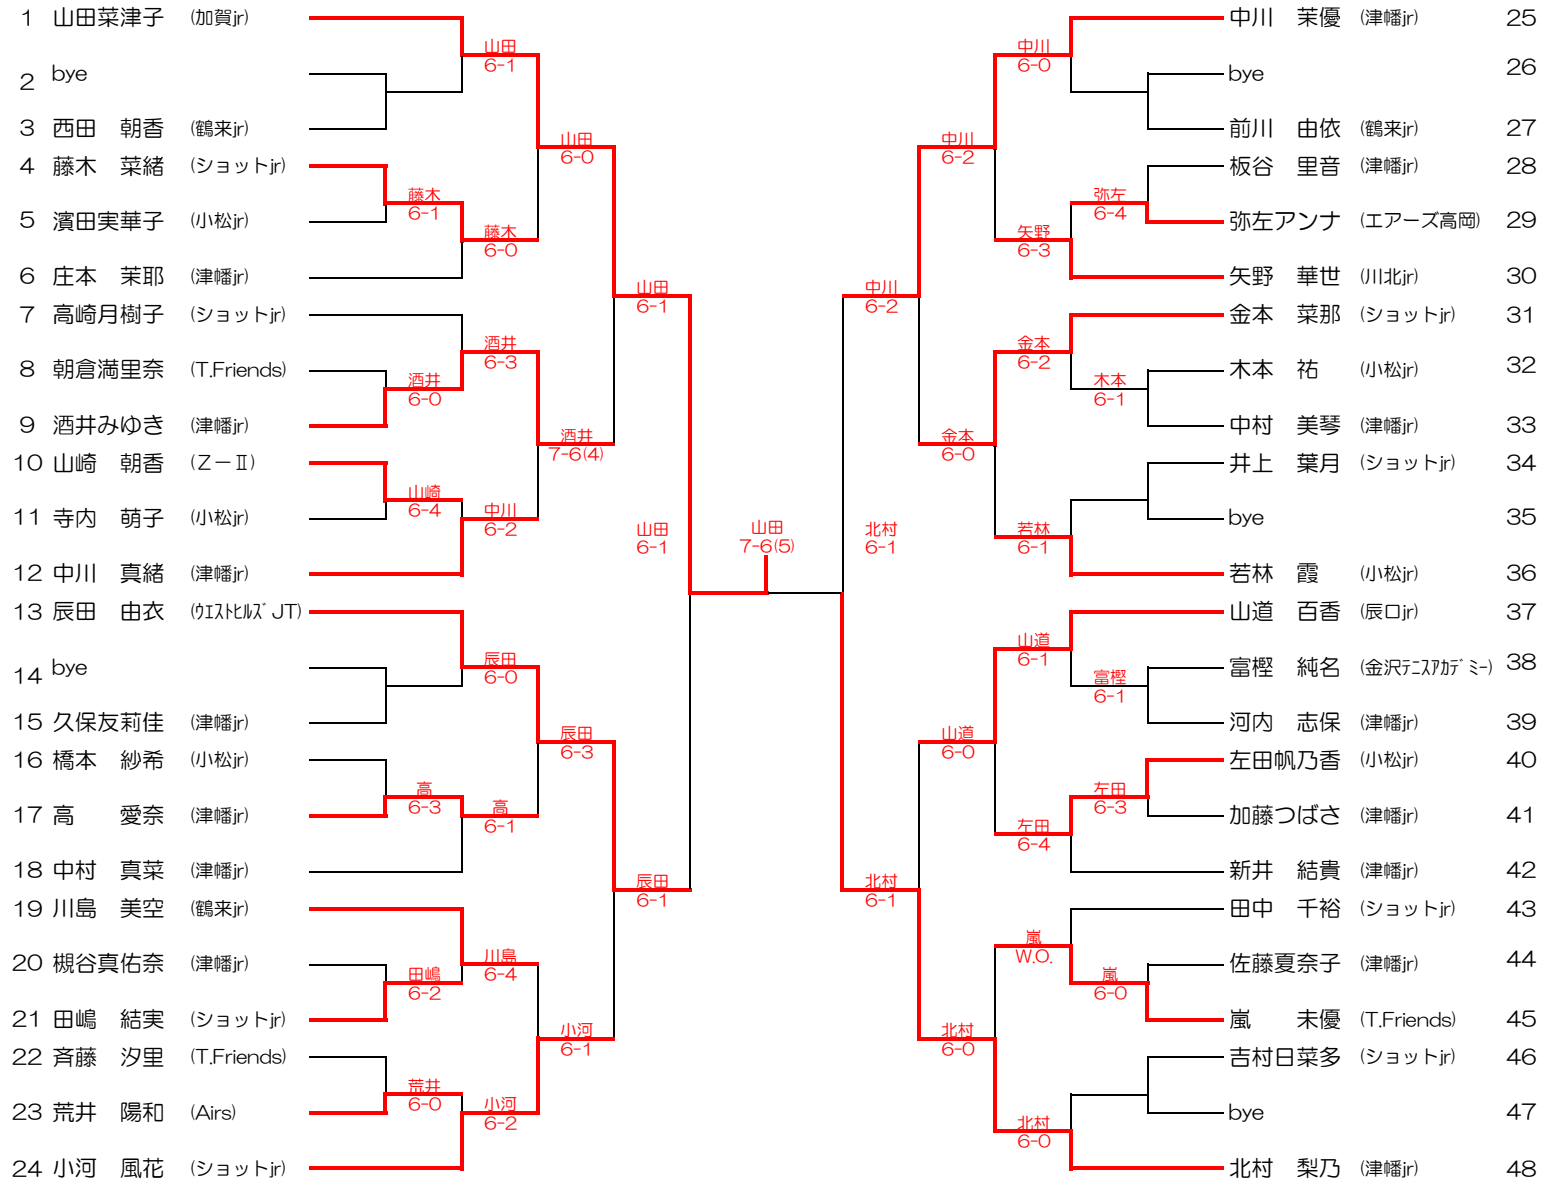 1 山田菜津子 (加賀jr)
2 bye
3 西田 朝香 (鶴来jr)
4 藤木 菜緒 (ショットjr)
5 濱田実華子 (小松jr)
6 庄本 茉耶 (津幡jr)
7 高崎月樹子 (ショットjr)
8 朝倉満里奈 (T.Friends)
9 酒井みゆき (津幡jr)
10 山崎 朝香 (Z－Ⅱ)
11 寺内 萌子 (小松jr)
12 中川 真緒 (津幡jr)
13 辰田 由衣 (ｳｴｽﾄﾋﾙｽﾞJT)
14 bye
15 久保友莉佳 (津幡jr)
16 橋本 紗希 (小松jr)
17 高 愛奈 (津幡jr)
18 中村 真菜 (津幡jr)
19 川島 美空 (鶴来jr)
20 槻谷真佑奈 (津幡jr)
21 田嶋 結実 (ショットjr)
22 斉藤 汐里 (T.Friends)
23 荒井 陽和 (Airs)
24 小河 風花 (ショットjr)
藤木
6-1
酒井
6-0
山崎
6-4
高
6-3
田嶋
6-2
荒井
6-0
山田
6-1
藤木
6-0
酒井
6-3
中川
6-2
辰田
6-0
高
6-1
川島
6-4
小河
6-2
山田
6-0
酒井
7-6(4)
辰田
6-3
小河
6-1
山田
6-1
山田
6-1
辰田
6-1
山田
7-6(5)
中川
6-2
北村
6-1
北村
6-1
中川
6-2
金本
6-0
山道
6-0
北村
6-0
中川
6-0
矢野
6-3
金本
6-2
若林
6-1
山道
6-1
左田
6-4
嵐
W.O.
北村
6-0
弥左
6-4
木本
6-1
富樫
6-1
左田
6-3
嵐
6-0
中川 茉優 (津幡jr) 25
bye 26
前川 由依 (鶴来jr) 27
板谷 里音 (津幡jr) 28
弥左アンナ (エアーズ高岡) 29
矢野 華世 (川北jr) 30
金本 菜那 (ショットjr) 31
木本 祐 (小松jr) 32
中村 美琴 (津幡jr) 33
井上 葉月 (ショットjr) 34
bye 35
若林 霞 (小松jr) 36
山道 百香 (辰口jr) 37
富樫 純名 (金沢ﾃﾆｽｱｶﾃﾞﾐｰ) 38
河内 志保 (津幡jr) 39
左田帆乃香 (小松jr) 40
加藤つばさ (津幡jr) 41
新井 結貴 (津幡jr) 42
田中 千裕 (ショットjr) 43
佐藤夏奈子 (津幡jr) 44
嵐 未優 (T.Friends) 45
吉村日菜多 (ショットjr) 46
bye 47
北村 梨乃 (津幡jr) 48